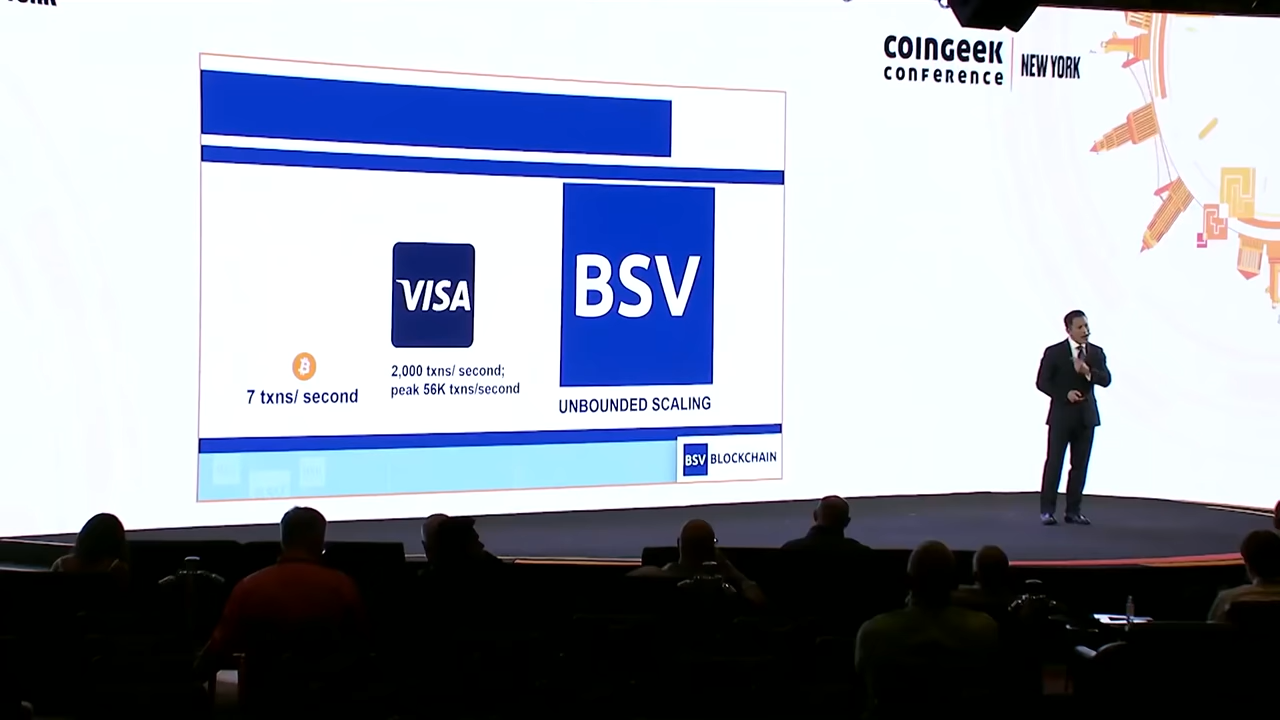 COINGEEK
CONFERENCE
NEW YORK
VISA
BSV
7 txns/ second
2,000 txns/ second;
peak 56K txns/second
UNBOUNDED SCALING
BSV BLOCKCHAIN